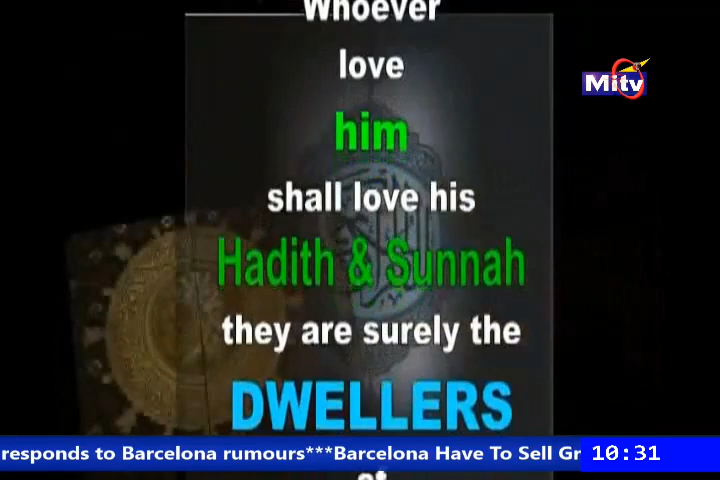 Whoever
love
him
shall love his
Hadith & Sunnah
they are surely the
DWELLERS
of
Mitv
responds to Barcelona rumours***Barcelona Have To Sell Gr
10:31